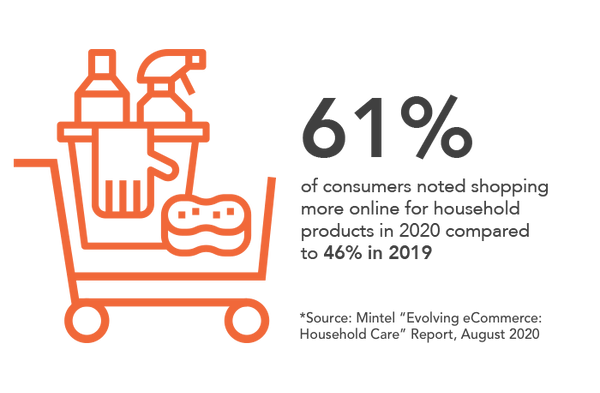 61%
of consumers noted shopping
more online for household
products in 2020 compared
to 46% in 2019
*Source: Mintel “Evolving eCommerce:
Household Care” Report, August 2020